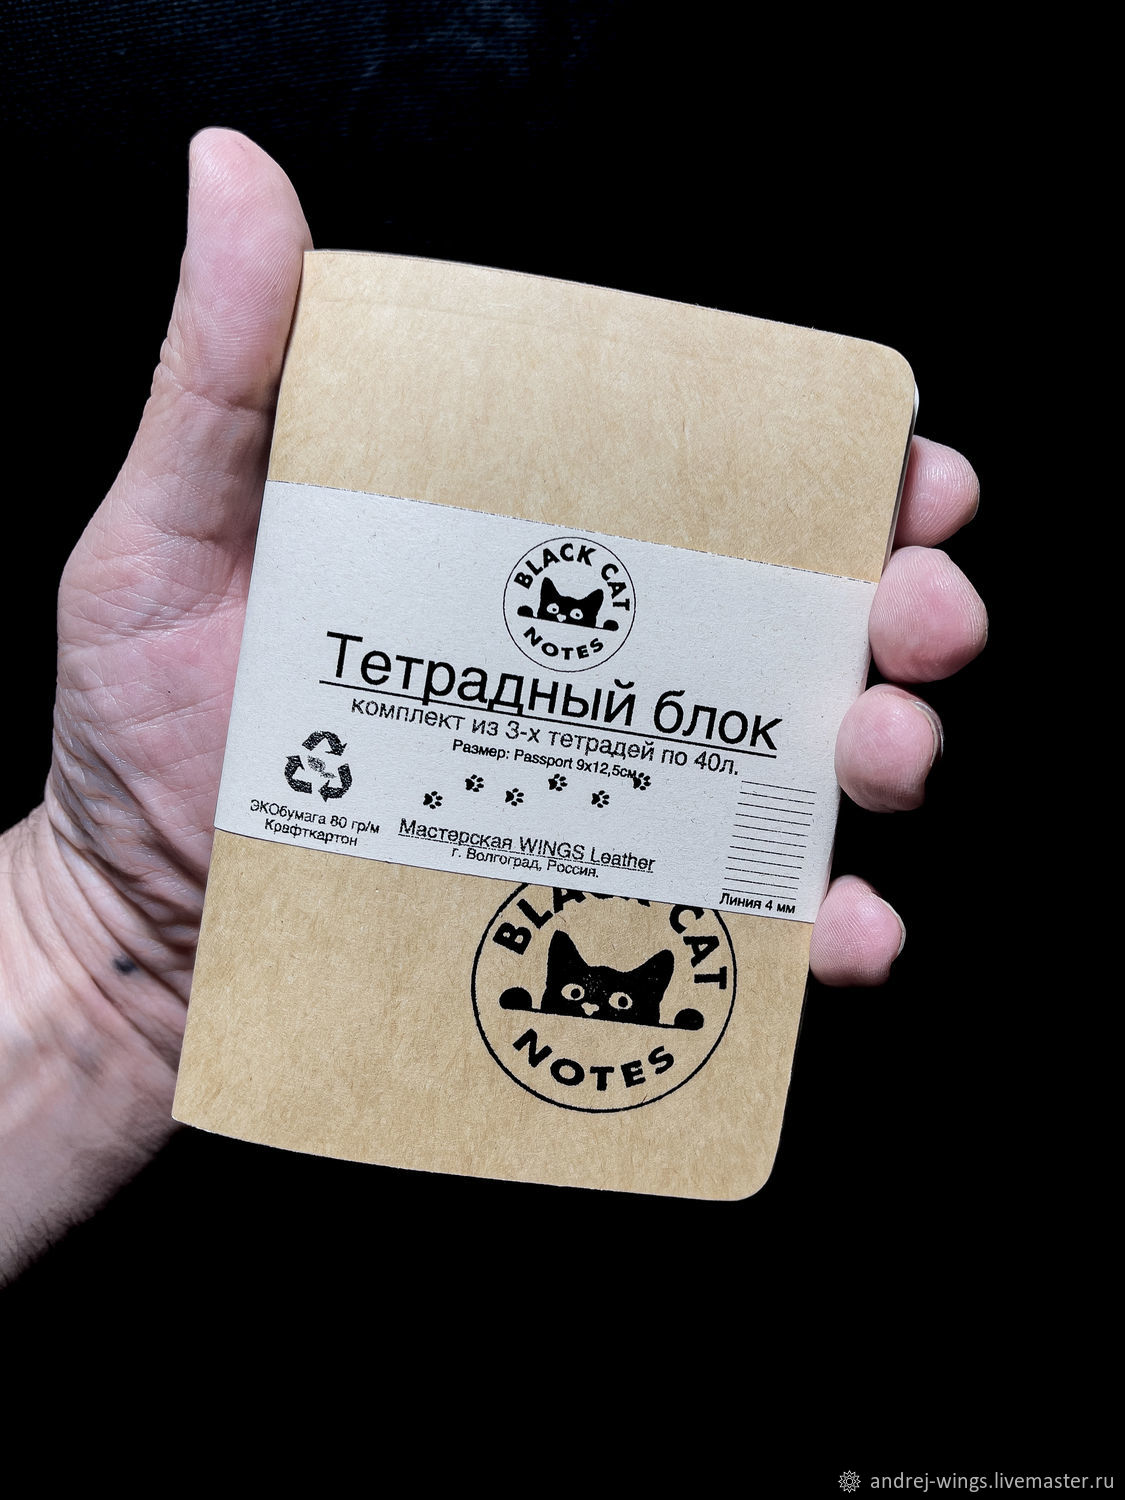 BLACK CAT
NOTES
Тетрадный блок
комплект из 3-х тетрадей по 40л.
Размер: Passport 9x12,5см.
ЭКОбумага 80 гр/м
Крафткартон
Мастерская WINGS Leather
г. Волгоград, Россия.
Линия 4 мм
BLACK CAT
NOTES
andrej-wings.livemaster.ru